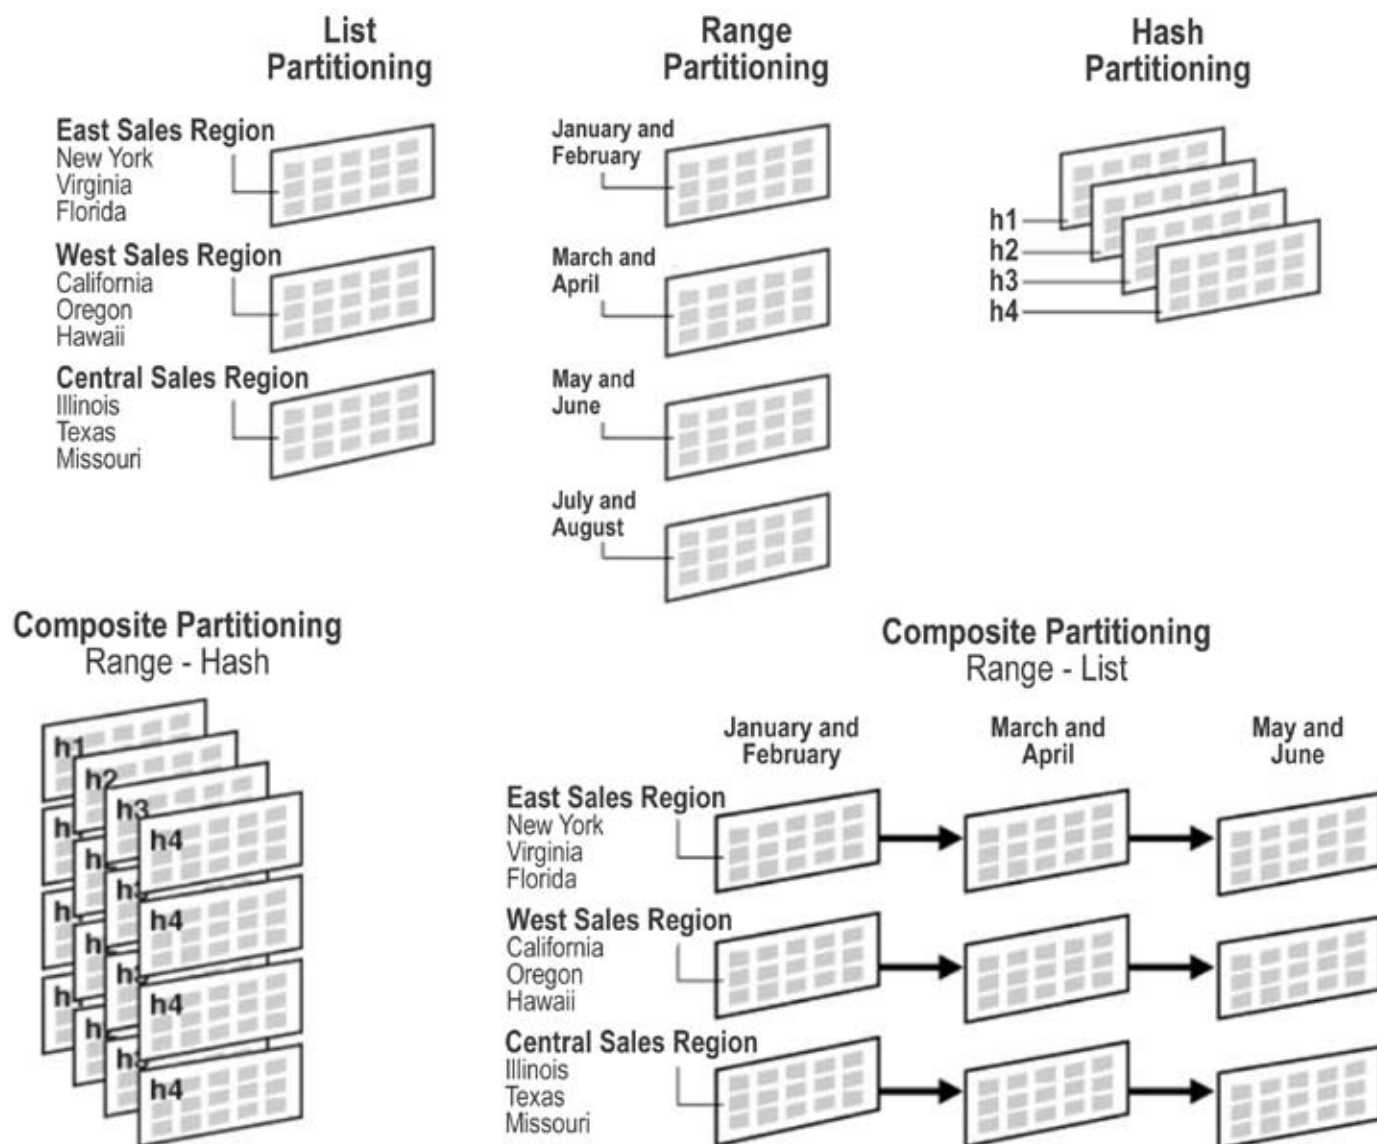 List
Partitioning
East Sales Region
New York
Virginia
Florida
West Sales Region
California
Oregon
Hawaii
Central Sales Region
Illinois
Texas
Missouri
Range
Partitioning
January and
February
March and
April
May and
June
July and
August
Hash
Partitioning
h1
h2
h3
h4
Composite Partitioning
Range - Hash
h1
h2
h3
h4
h4
h4
h4
Composite Partitioning
Range - List
January and
February
March and
April
May and
June
East Sales Region
New York
Virginia
Florida
West Sales Region
California
Oregon
Hawaii
Central Sales Region
Illinois
Texas
Missouri